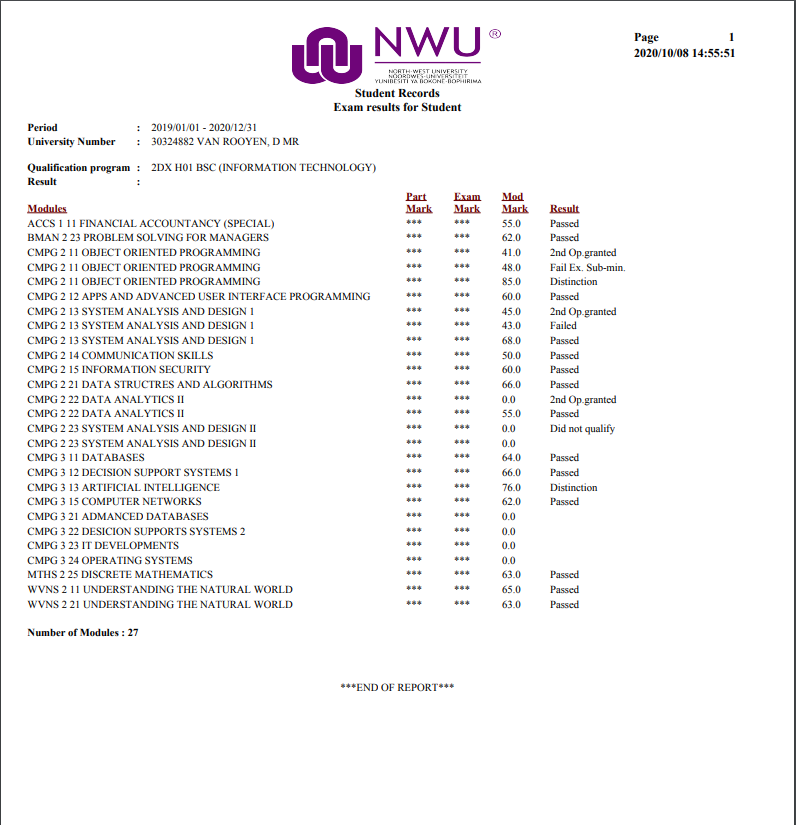 NWU ®
NORTH-WEST UNIVERSITY
NOORDWES-UNIVERSITEIT
YUNIBESITI YA BOKONE-BOPHIRIMA
Page 1
2020/10/08 14:55:51
Student Records
Exam results for Student
Period : 2019/01/01 - 2020/12/31
University Number : 30324882 VAN ROOYEN, D MR
Qualification program : 2DX H01 BSC (INFORMATION TECHNOLOGY)
Result :
Part Exam Mod
Modules Mark Mark Mark Result
ACCS 1 11 FINANCIAL ACCOUNTANCY (SPECIAL) *** *** 55.0 Passed
BMAN 2 23 PROBLEM SOLVING FOR MANAGERS *** *** 62.0 Passed
CMPG 2 11 OBJECT ORIENTED PROGRAMMING *** *** 41.0 2nd Op.granted
CMPG 2 11 OBJECT ORIENTED PROGRAMMING *** *** 48.0 Fail Ex. Sub-min.
CMPG 2 11 OBJECT ORIENTED PROGRAMMING *** *** 85.0 Distinction
CMPG 2 12 APPS AND ADVANCED USER INTERFACE PROGRAMMING *** *** 60.0 Passed
CMPG 2 13 SYSTEM ANALYSIS AND DESIGN 1 *** *** 45.0 2nd Op.granted
CMPG 2 13 SYSTEM ANALYSIS AND DESIGN 1 *** *** 43.0 Failed
CMPG 2 13 SYSTEM ANALYSIS AND DESIGN 1 *** *** 68.0 Passed
CMPG 2 14 COMMUNICATION SKILLS *** *** 50.0 Passed
CMPG 2 15 INFORMATION SECURITY *** *** 60.0 Passed
CMPG 2 21 DATA STRUCTRES AND ALGORITHMS *** *** 66.0 Passed
CMPG 2 22 DATA ANALYTICS II *** *** 0.0 2nd Op.granted
CMPG 2 22 DATA ANALYTICS II *** *** 55.0 Passed
CMPG 2 23 SYSTEM ANALYSIS AND DESIGN II *** *** 0.0 Did not qualify
CMPG 2 23 SYSTEM ANALYSIS AND DESIGN II *** *** 0.0
CMPG 3 11 DATABASES *** *** 64.0 Passed
CMPG 3 12 DECISION SUPPORT SYSTEMS 1 *** *** 66.0 Passed
CMPG 3 13 ARTIFICIAL INTELLIGENCE *** *** 76.0 Distinction
CMPG 3 15 COMPUTER NETWORKS *** *** 62.0 Passed
CMPG 3 21 ADMANCED DATABASES *** *** 0.0
CMPG 3 22 DESICION SUPPORTS SYSTEMS 2 *** *** 0.0
CMPG 3 23 IT DEVELOPMENTS *** *** 0.0
CMPG 3 24 OPERATING SYSTEMS *** *** 0.0
MTHS 2 25 DISCRETE MATHEMATICS *** *** 63.0 Passed
WVNS 2 11 UNDERSTANDING THE NATURAL WORLD *** *** 65.0 Passed
WVNS 2 21 UNDERSTANDING THE NATURAL WORLD *** *** 63.0 Passed
Number of Modules : 27
***END OF REPORT***